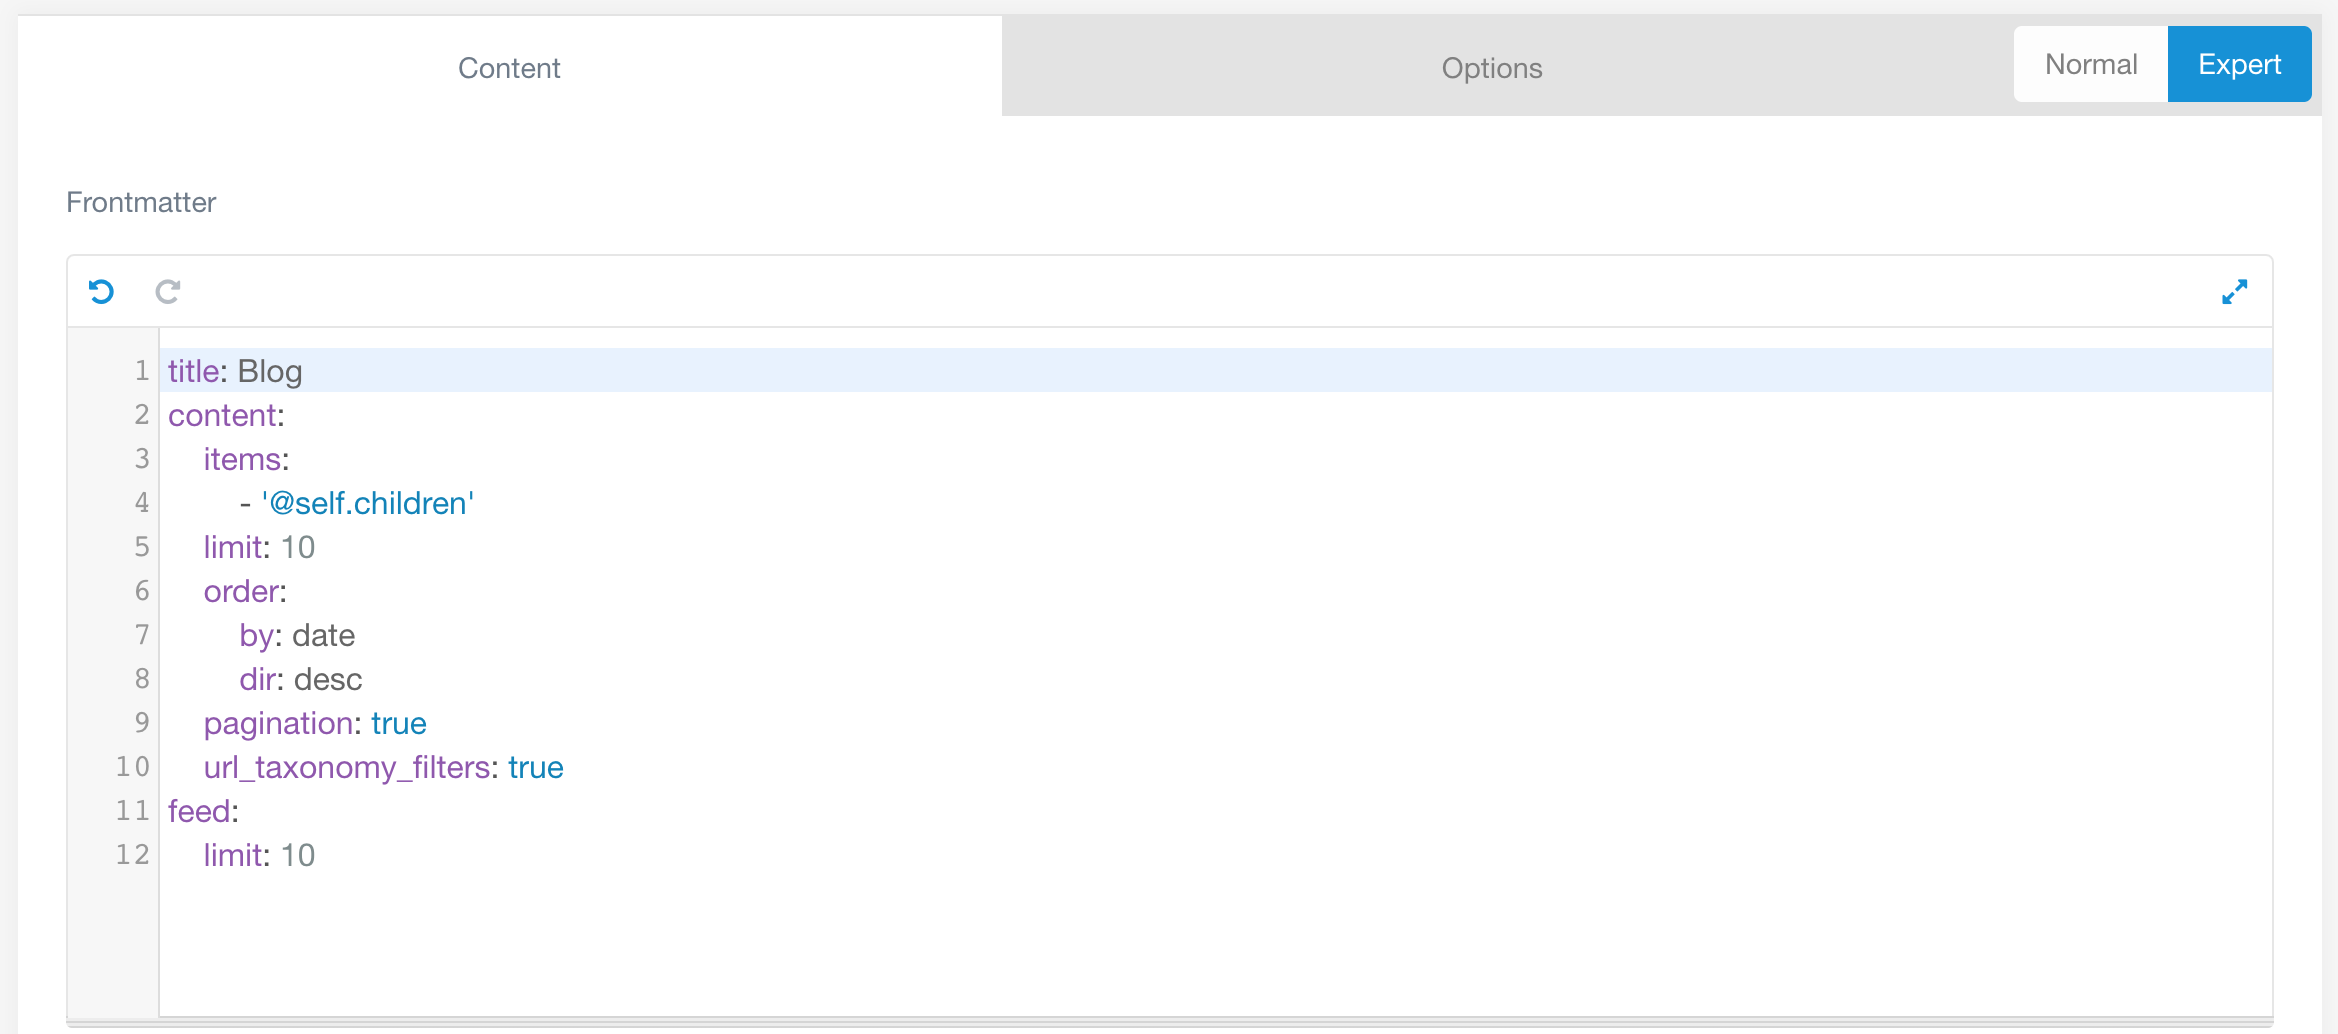 Content Options Normal Expert
Frontmatter
1 title: Blog
2 content:
3     items:
4         - '@self.children'
5     limit: 10
6     order:
7         by: date
8         dir: desc
9     pagination: true
10     url_taxonomy_filters: true
11 feed:
12     limit: 10